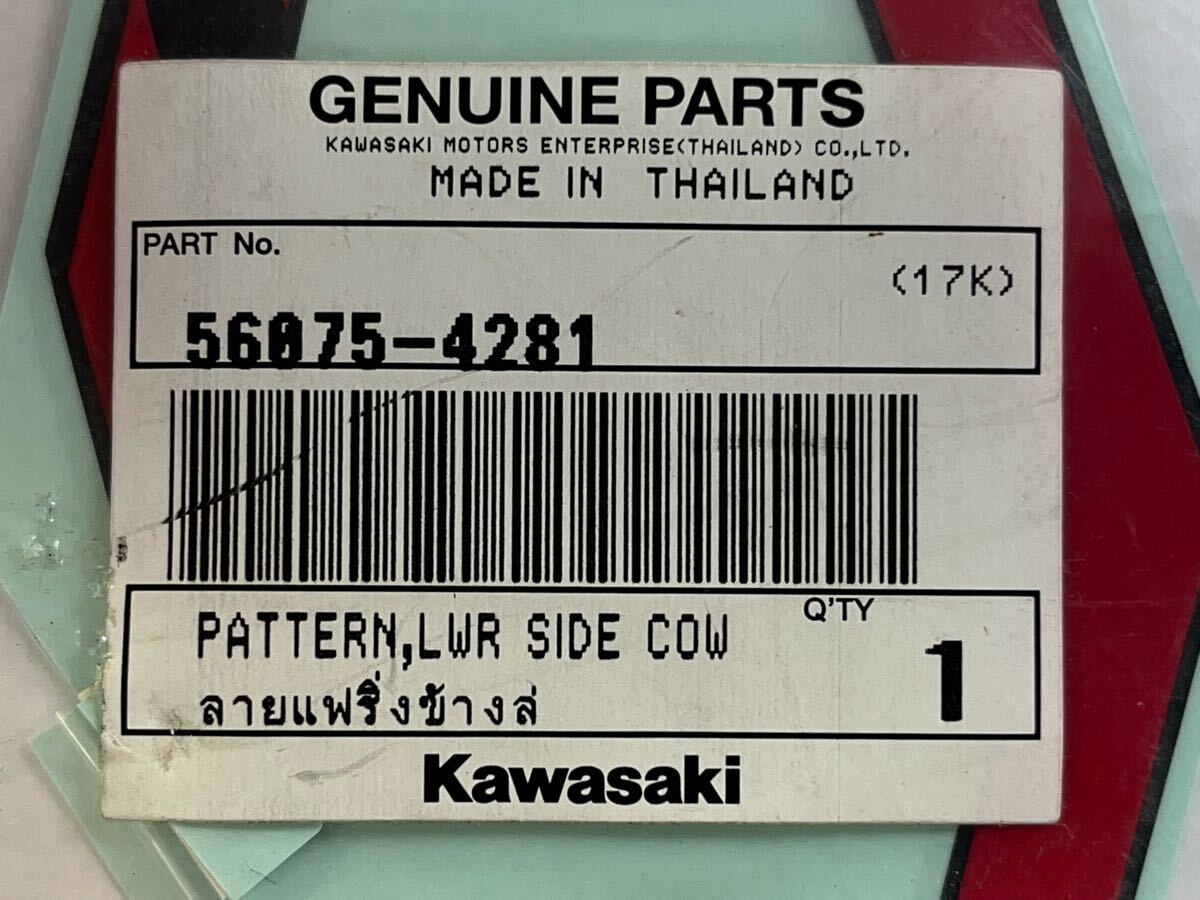 GENUINE PARTS
KAWASAKI MOTORS ENTERPRISE(THAILAND) CO.,LTD.
MADE IN THAILAND
PART No.
(17K)
56075-4281
Q'TY
PATTERN,LWR SIDE COW
1
ลายแฟริ่งข้างล่
Kawasaki